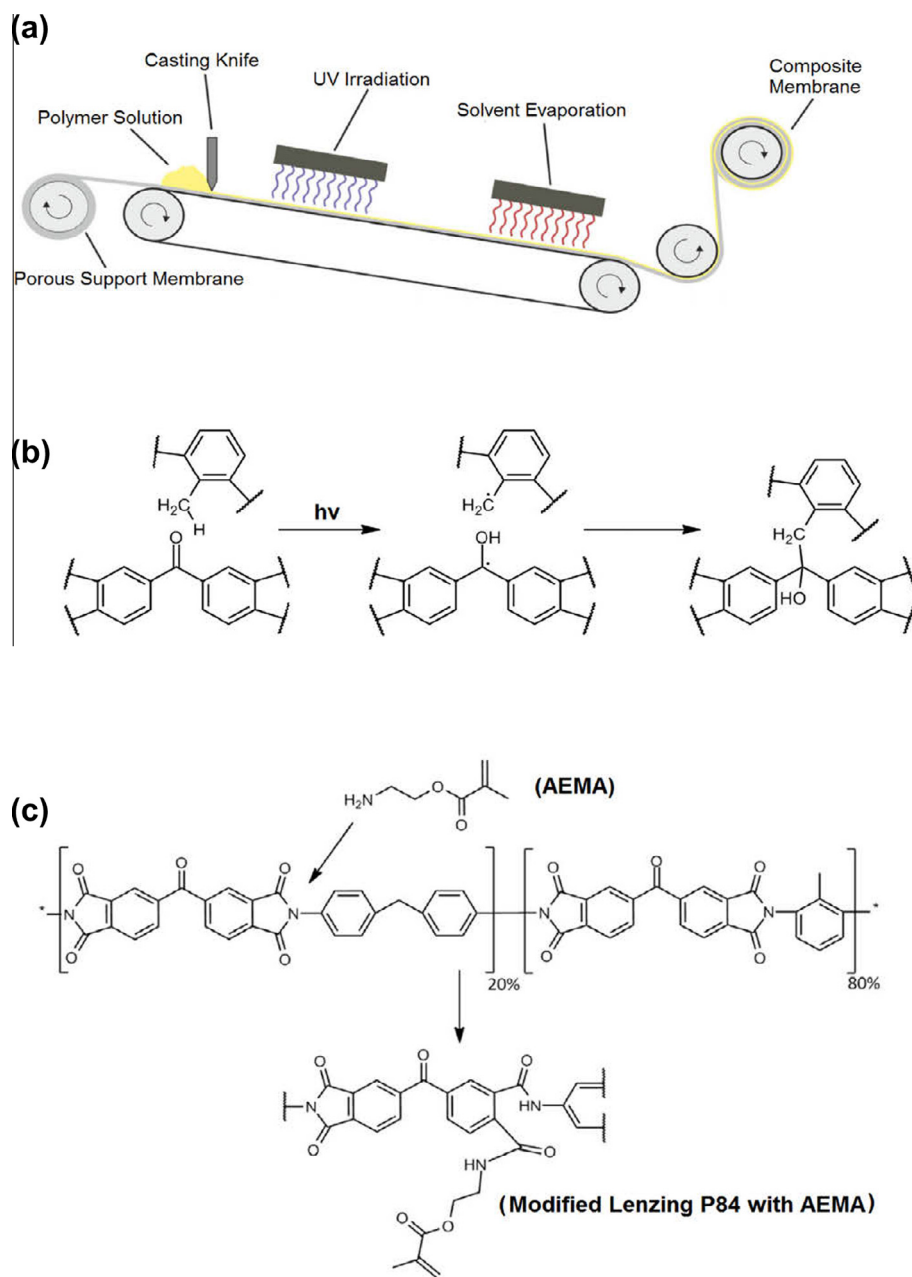 (a)
Casting Knife
Polymer Solution
UV Irradiation
Solvent Evaporation
Composite
Membrane
Porous Support Membrane
(b)
H₂C
H
O
hν
H₂C
OH
H₂C
HO
(c)
H₂N
O
O
(AEMA)
O
O
O
O
O
O
O
O
*
N
N
N
N
*
O
O
O
O
20%
80%
O
O
O
N
HN
O
HN
O
O
O
(Modified Lenzing P84 with AEMA)